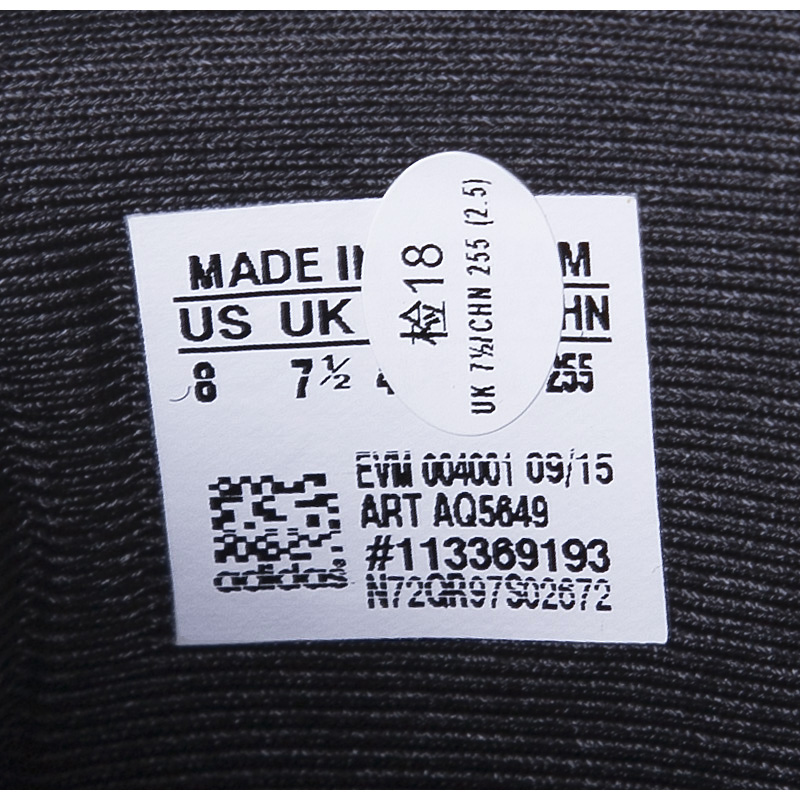 MADE IN M
US UK HN
8 7½ 255
检18
UK 7½/CHN 255 (2.5)
EVM 004001 09/15
ART AQ5649
#113369193
N72QR97S02672
adidas